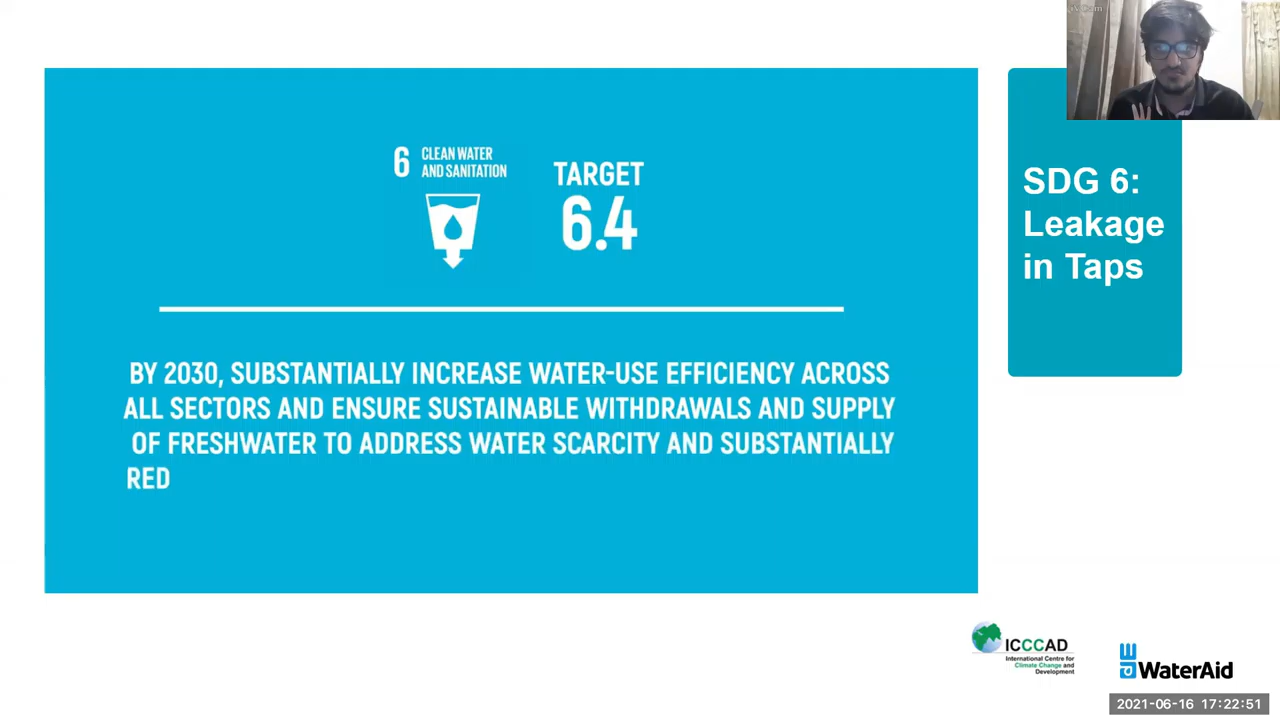 6 CLEAN WATER
AND SANITATION
TARGET
6.4
BY 2030, SUBSTANTIALLY INCREASE WATER-USE EFFICIENCY ACROSS
ALL SECTORS AND ENSURE SUSTAINABLE WITHDRAWALS AND SUPPLY
OF FRESHWATER TO ADDRESS WATER SCARCITY AND SUBSTANTIALLY
RED
SDG 6:
Leakage
in Taps
ICCCAD
International Centre for
Climate Change and
Development
WaterAid
2021-06-16 17:22:51